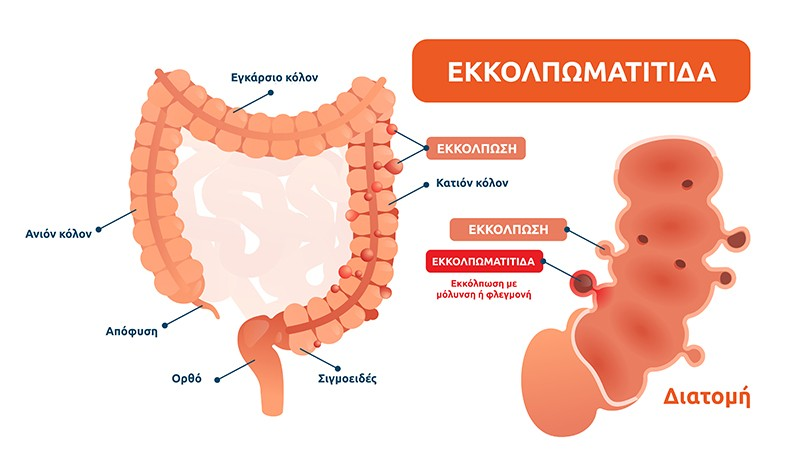 ΕΚΚΟΛΠΩΜΑΤΙΤΙΔΑ
Εγκάρσιο κόλον
ΕΚΚΟΛΠΩΣΗ
Κατιόν κόλον
Ανιόν κόλον
Απόφυση
Ορθό
Σιγμοειδές
ΕΚΚΟΛΠΩΣΗ
ΕΚΚΟΛΠΩΜΑΤΙΤΙΔΑ
Εκκόλπωση με
μόλυνση ή φλεγμονή
Διατομή